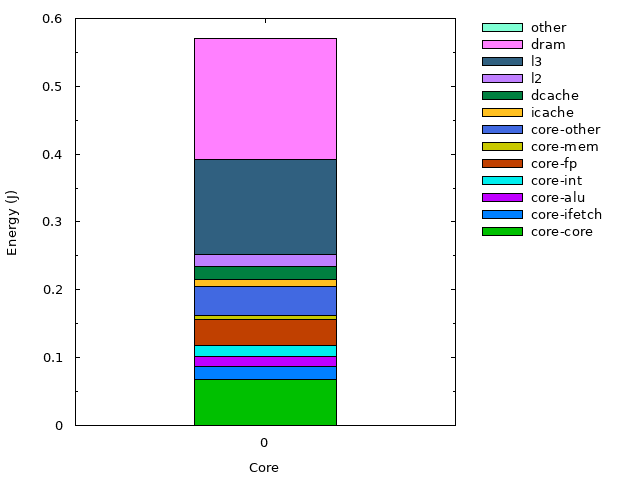 0.6
0.5
0.4
0.3
0.2
0.1
0
Energy (J)
0
Core
other
dram
l3
l2
dcache
icache
core-other
core-mem
core-fp
core-int
core-alu
core-ifetch
core-core